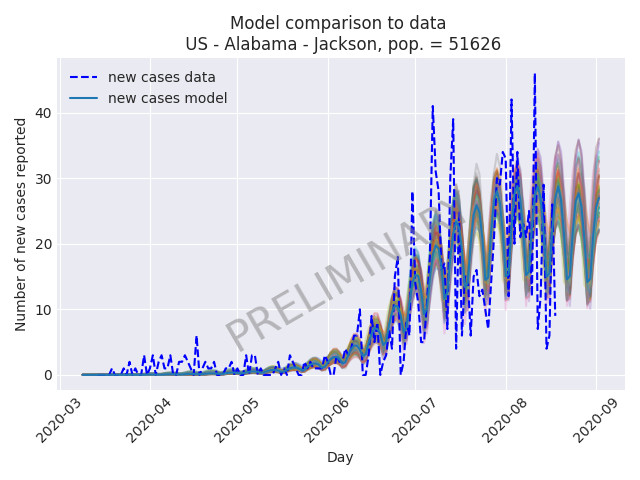 Model comparison to data
US - Alabama - Jackson, pop. = 51626
new cases data
new cases model
PRELIMINARY
Number of new cases reported
40
30
20
10
0
2020-03
2020-04
2020-05
2020-06
2020-07
2020-08
2020-09
Day